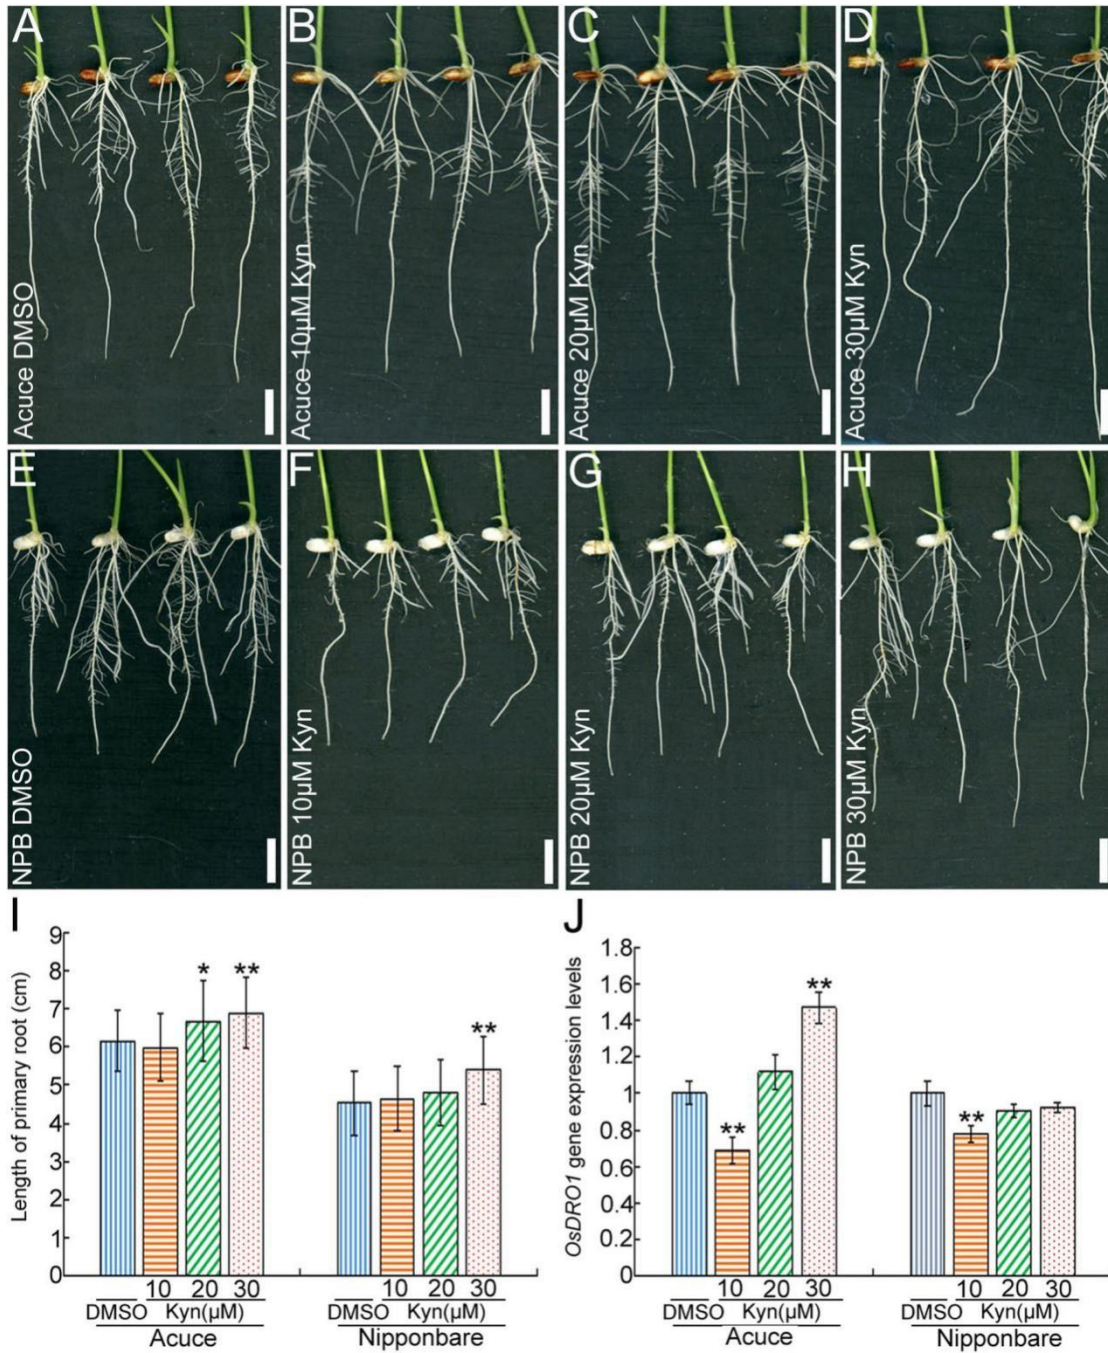 A
B
C
D
Acuce DMSO
Acuce 10μM Kyn
Acuce 20μM Kyn
Acuce 30μM Kyn
E
F
G
H
NPB DMSO
NPB 10μM Kyn
NPB 20μM Kyn
NPB 30μM Kyn
I
Length of primary root (cm)
9
8
7
6
5
4
3
2
1
0
*
**
**
10 20 30 10 20 30
DMSO Kyn(μM) DMSO Kyn(μM)
Acuce Nipponbare
J
OsDRO1 gene expression levels
1.8
1.6
1.4
1.2
1
0.8
0.6
0.4
0.2
0
**
**
**
10 20 30 10 20 30
DMSO Kyn(μM) DMSO Kyn(μM)
Acuce Nipponbare